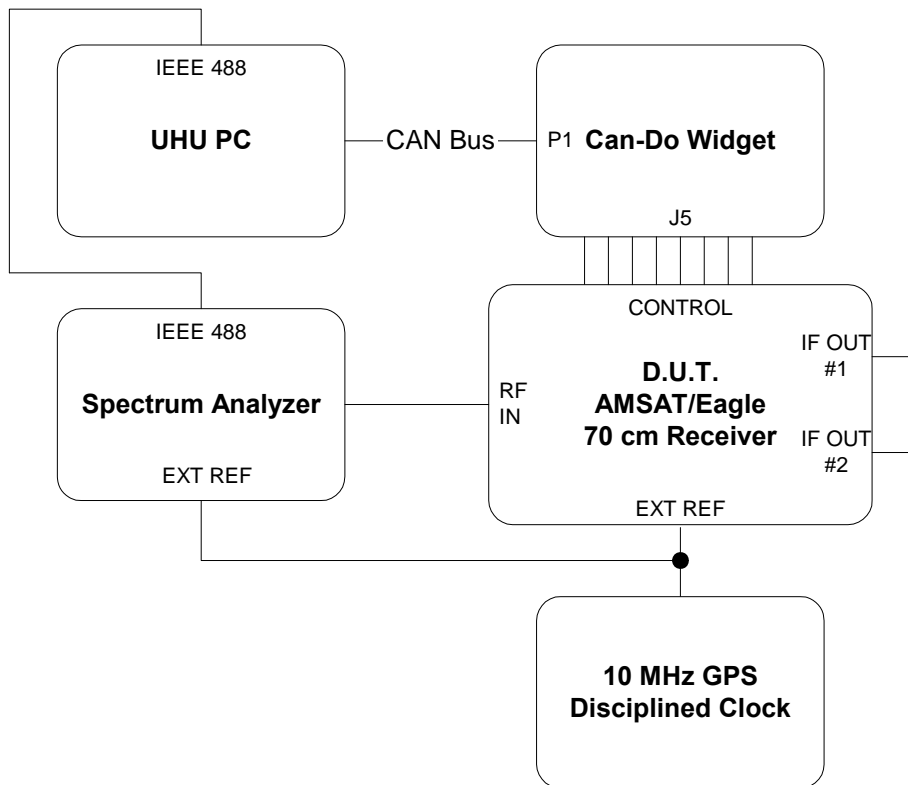 IEEE 488
UHU PC
CAN Bus
P1
Can-Do Widget
J5
IEEE 488
Spectrum Analyzer
EXT REF
CONTROL
RF
IN
D.U.T.
AMSAT/Eagle
70 cm Receiver
IF OUT
#1
IF OUT
#2
EXT REF
10 MHz GPS
Disciplined Clock